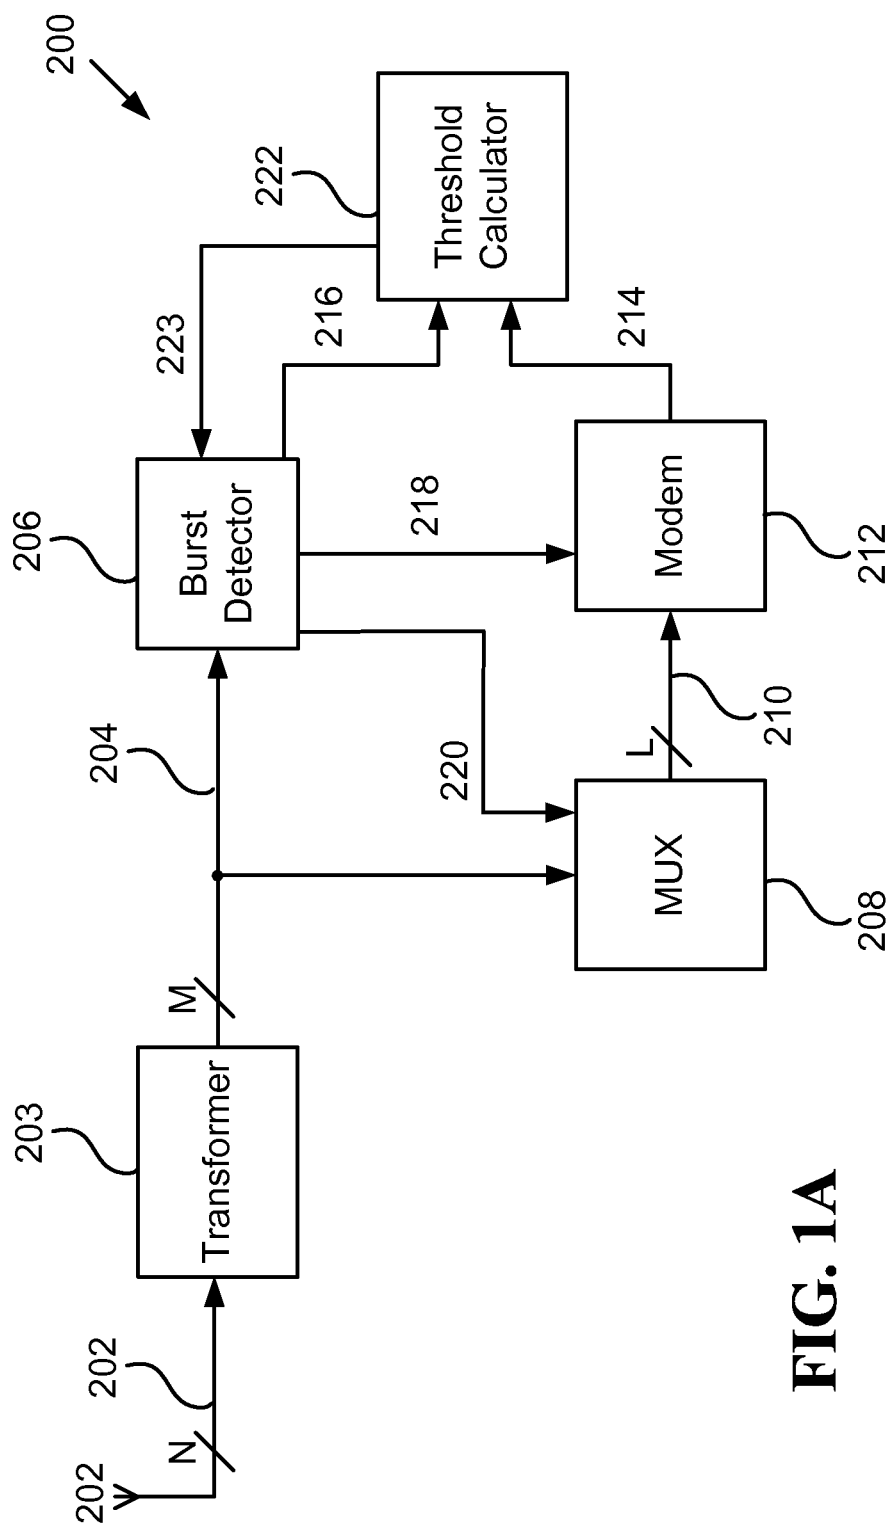 200
202
N
202
203
Transformer
M
204
206
Burst
Detector
223
222
Threshold
Calculator
216
218
220
214
MUX
208
L
210
Modem
212
FIG. 1A